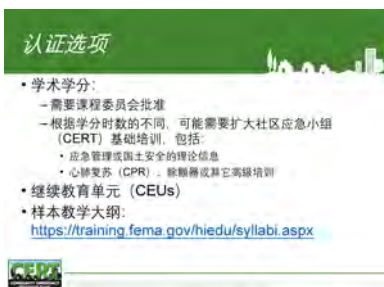 认证选项
• 学术学分:
–需要课程委员会批准
–根据学分时数的不同，可能需要扩大社区应急小组
（CERT）基础培训，包括:
• 应急管理或国土安全的理论信息
• 心肺复苏（CPR）、除颤器或其它高级培训
• 继续教育单元（CEUs）
• 样本教学大纲:
https://training.fema.gov/hiedu/syllabi.aspx
CERT